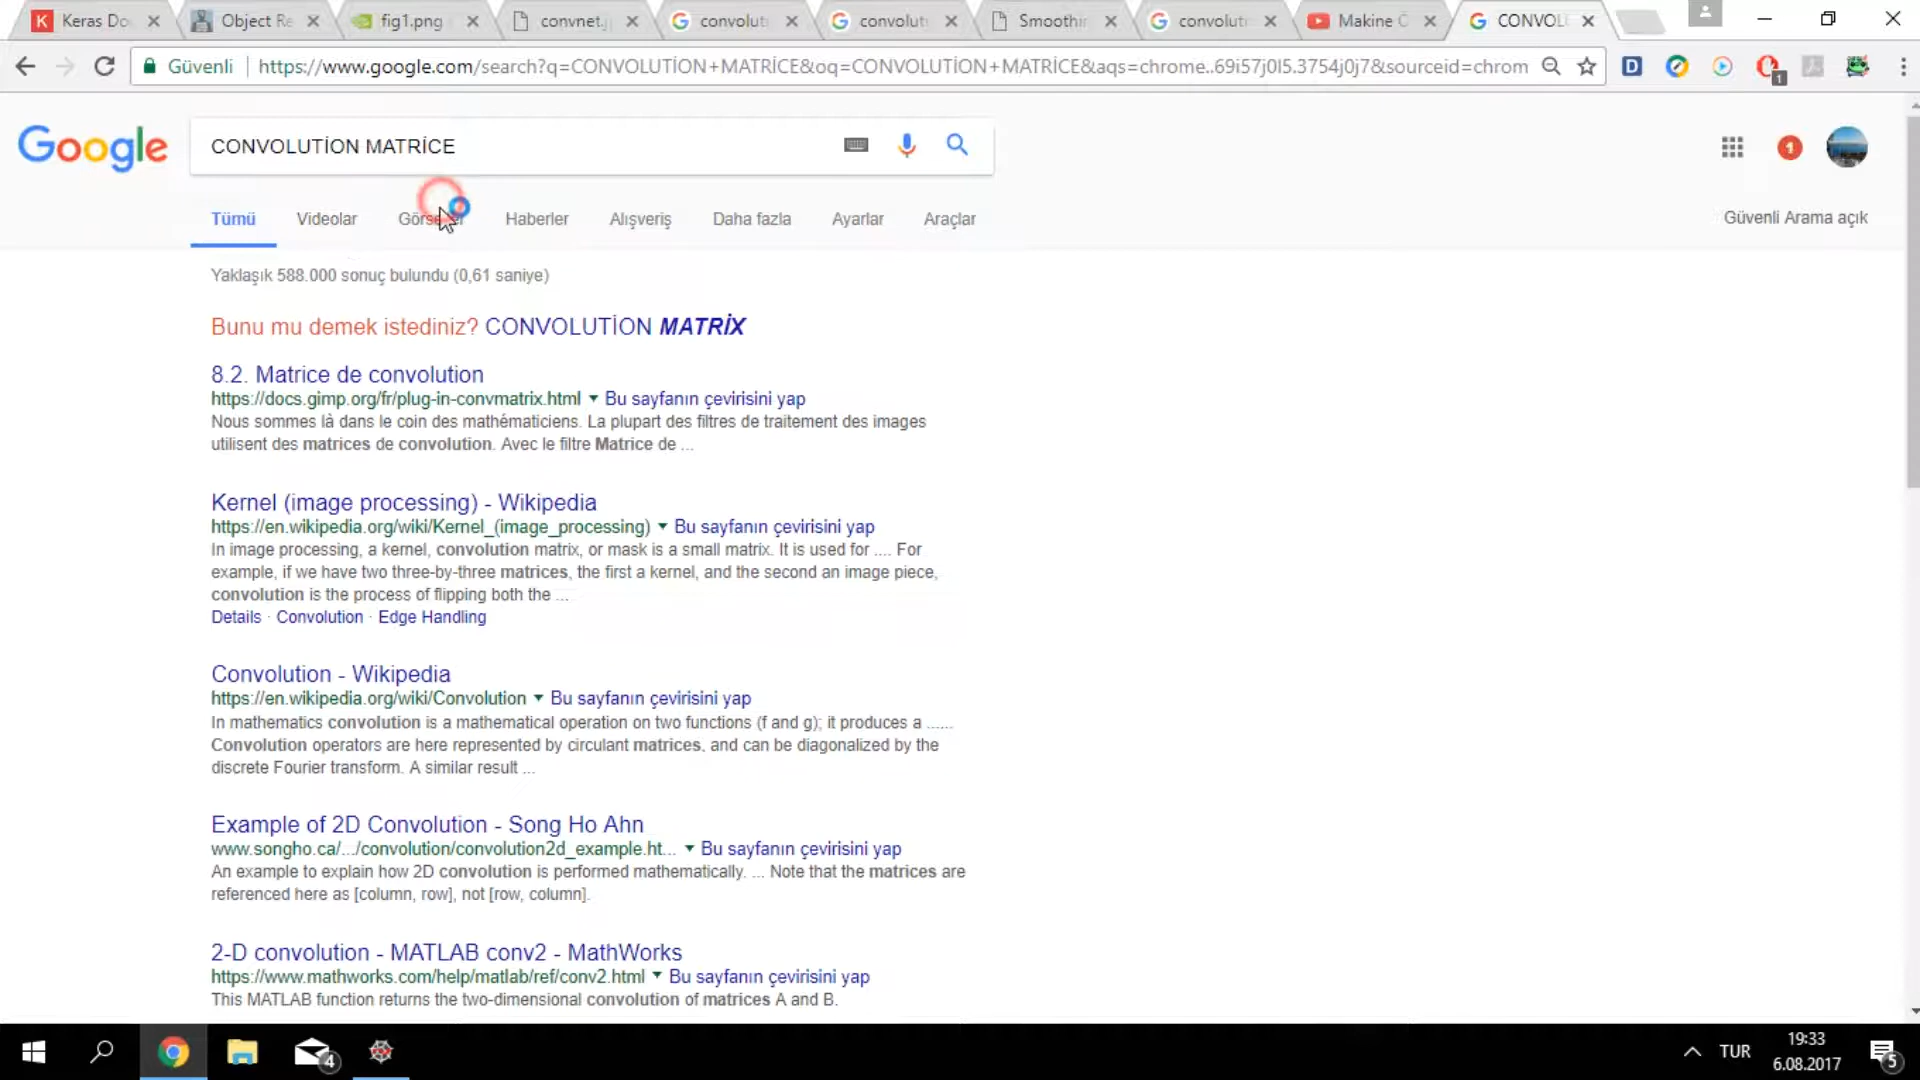 Keras Do
Object Re
fig1.png
convnet.j
convolut
convolut
Smoothin
convolut
Makine
CONVOL
Güvenli
https://www.google.com/search?q=CONVOLUTİON+MATRİCE&oq=CONVOLUTİON+MATRİCE&aqs=chrome..69i57j0l5.3754j0j7&sourceid=chrom
D
1
Google
CONVOLUTİON MATRİCE
1
Tümü
Videolar
Haberler
Alışveriş
Daha fazla
Ayarlar
Araçlar
Güvenli Arama açık
Yaklaşık 588.000 sonuç bulundu (0,61 saniye)
Bunu mu demek istediniz? CONVOLUTİON MATRİX
8.2. Matrice de convolution
https://docs.gimp.org/fr/plug-in-convmatrix.html Bu sayfanın çevirisini yap
Nous sommes là dans le coin des mathématiciens. La plupart des filtres de traitement des images
utilisent des matrices de convolution. Avec le filtre Matrice de ...
Kernel (image processing) - Wikipedia
https://en.wikipedia.org/wiki/Kernel_(image_processing) Bu sayfanın çevirisini yap
In image processing, a kernel, convolution matrix, or mask is a small matrix. It is used for .... For
example, if we have two three-by-three matrices, the first a kernel, and the second an image piece,
convolution is the process of flipping both the ...
Details · Convolution · Edge Handling
Convolution - Wikipedia
https://en.wikipedia.org/wiki/Convolution Bu sayfanın çevirisini yap
In mathematics convolution is a mathematical operation on two functions (f and g); it produces a ......
Convolution operators are here represented by circulant matrices, and can be diagonalized by the
discrete Fourier transform. A similar result ...
Example of 2D Convolution - Song Ho Ahn
www.songho.ca/.../convolution/convolution2d_example.ht... Bu sayfanın çevirisini yap
An example to explain how 2D convolution is performed mathematically. ... Note that the matrices are
referenced here as [column, row], not [row, column].
2-D convolution - MATLAB conv2 - MathWorks
https://www.mathworks.com/help/matlab/ref/conv2.html Bu sayfanın çevirisini yap
This MATLAB function returns the two-dimensional convolution of matrices A and B.
4
TUR
19:33
6.08.2017
5